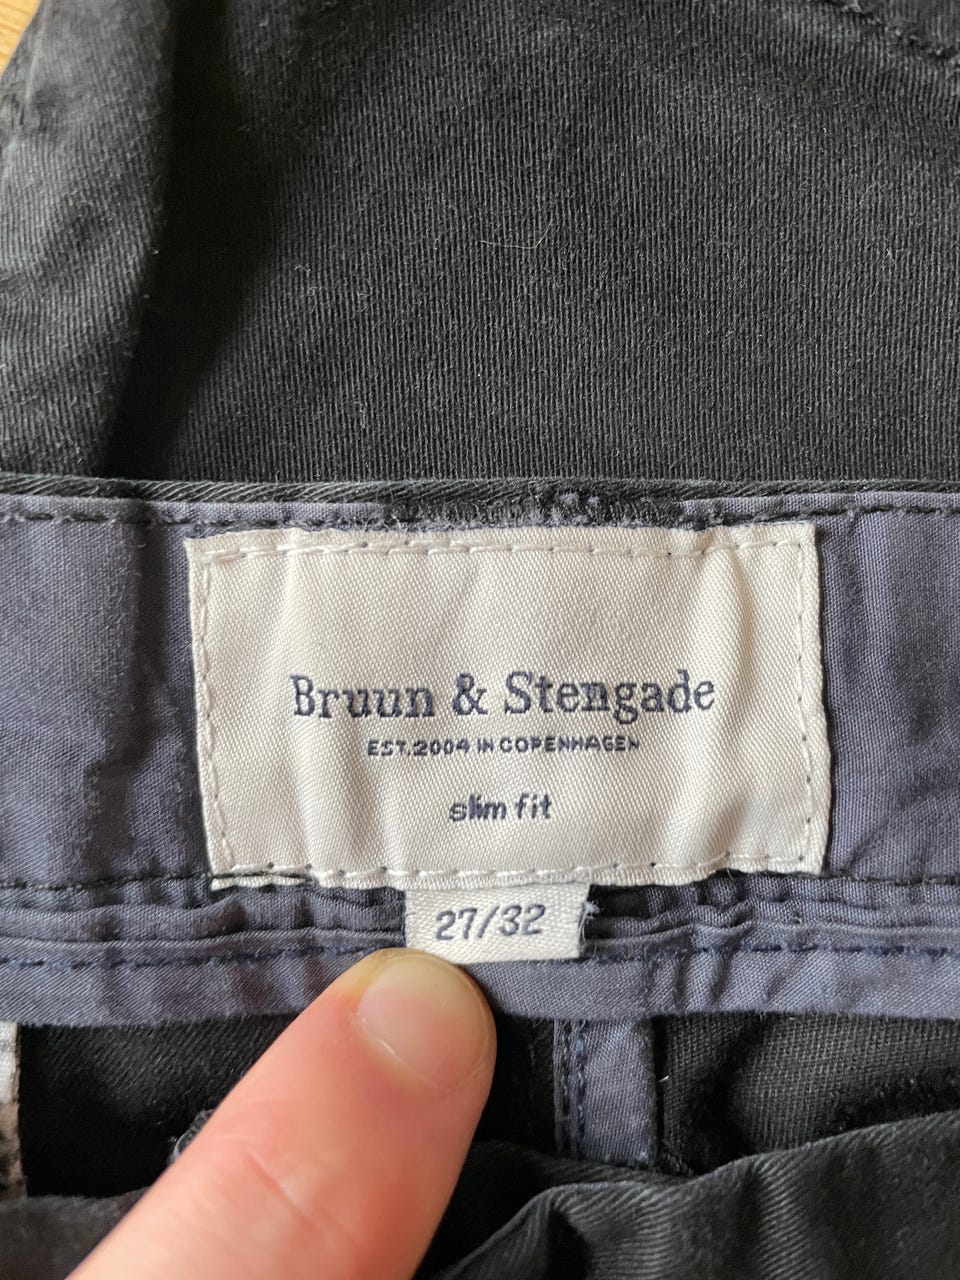 Bruun & Stengade
EST. 2004 IN COPENHAGEN
slim fit
27/32